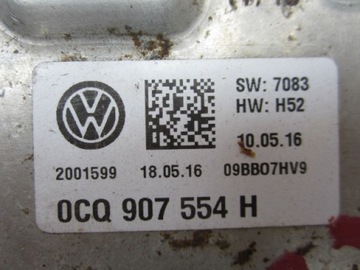 SW: 7083
HW: H52
10.05.16
2001599 18.05.16 09BB07HV9
0CQ 907 554 H